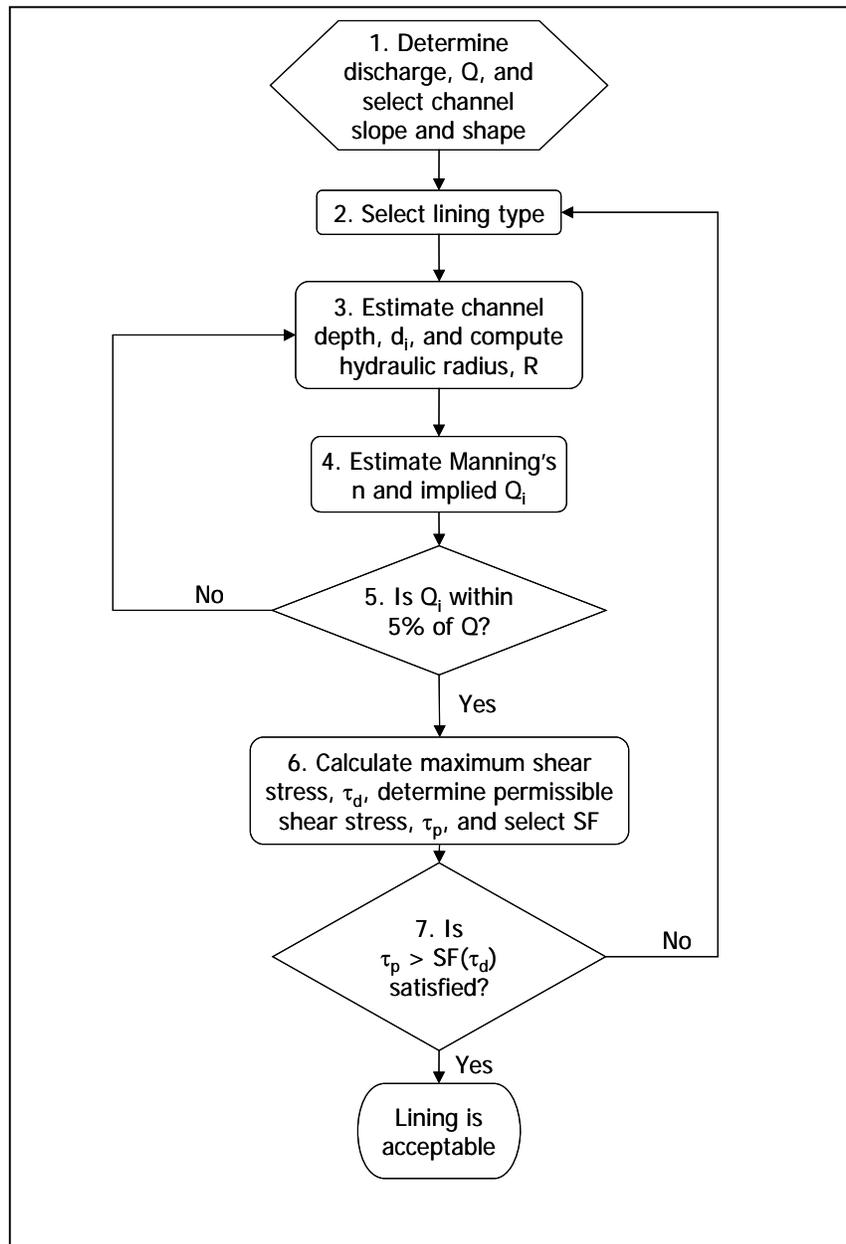 1. Determine
discharge, Q, and
select channel
slope and shape
2. Select lining type
3. Estimate channel
depth, dᵢ, and compute
hydraulic radius, R
4. Estimate Manning's
n and implied Qᵢ
5. Is Qᵢ within
5% of Q?
No
Yes
6. Calculate maximum shear
stress, τd, determine permissible
shear stress, τp, and select SF
7. Is
τp > SF(τd)
satisfied?
No
Yes
Lining is
acceptable